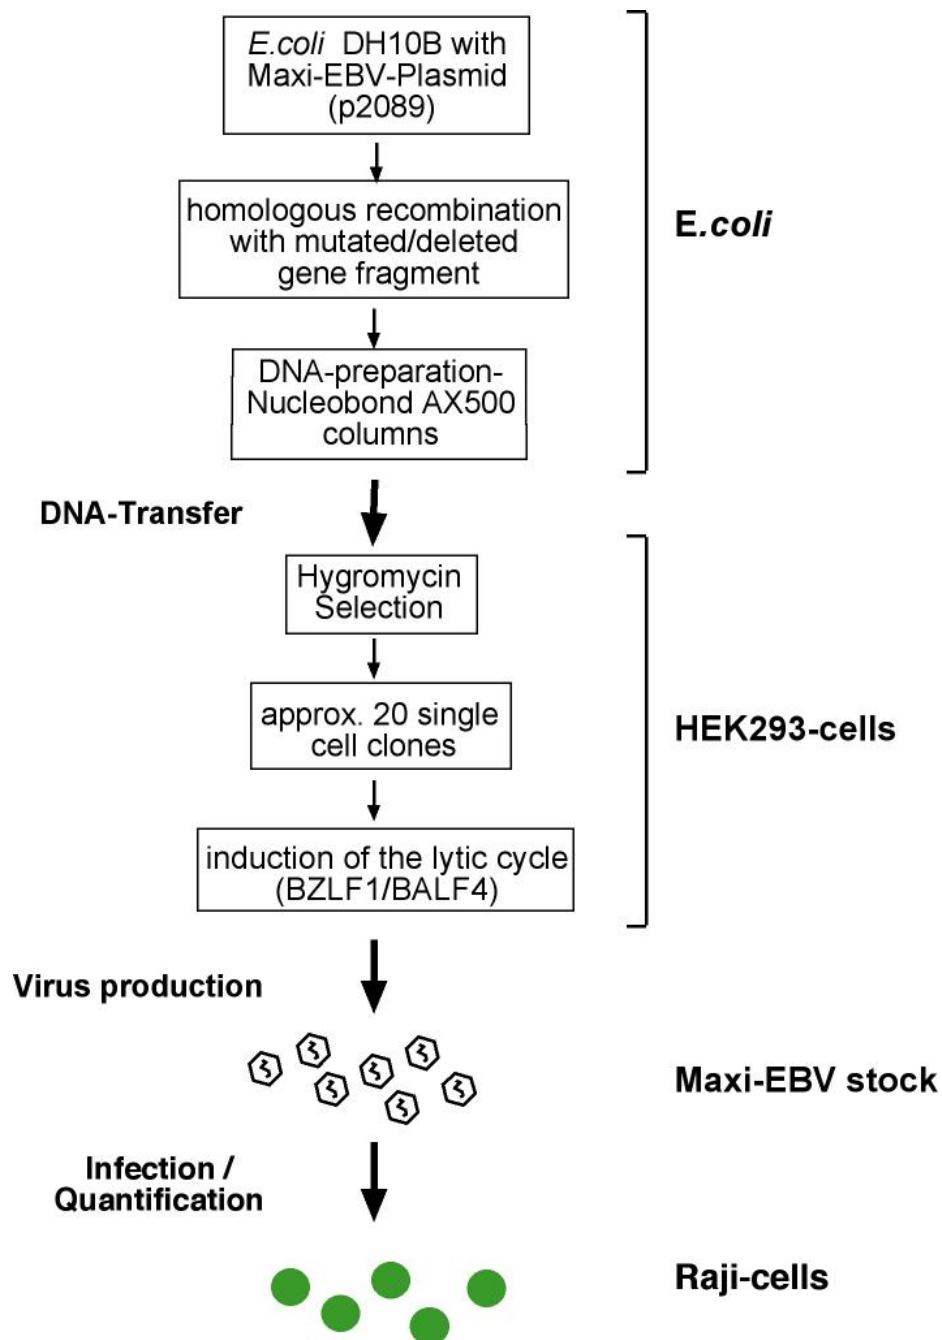 E.coli DH10B with
Maxi-EBV-Plasmid
(p2089)
homologous recombination
with mutated/deleted
gene fragment
E.coli
DNA-preparation-
Nucleobond AX500
columns
DNA-Transfer
Hygromycin
Selection
approx. 20 single
cell clones
HEK293-cells
induction of the lytic cycle
(BZLF1/BALF4)
Virus production
Maxi-EBV stock
Infection /
Quantification
Raji-cells